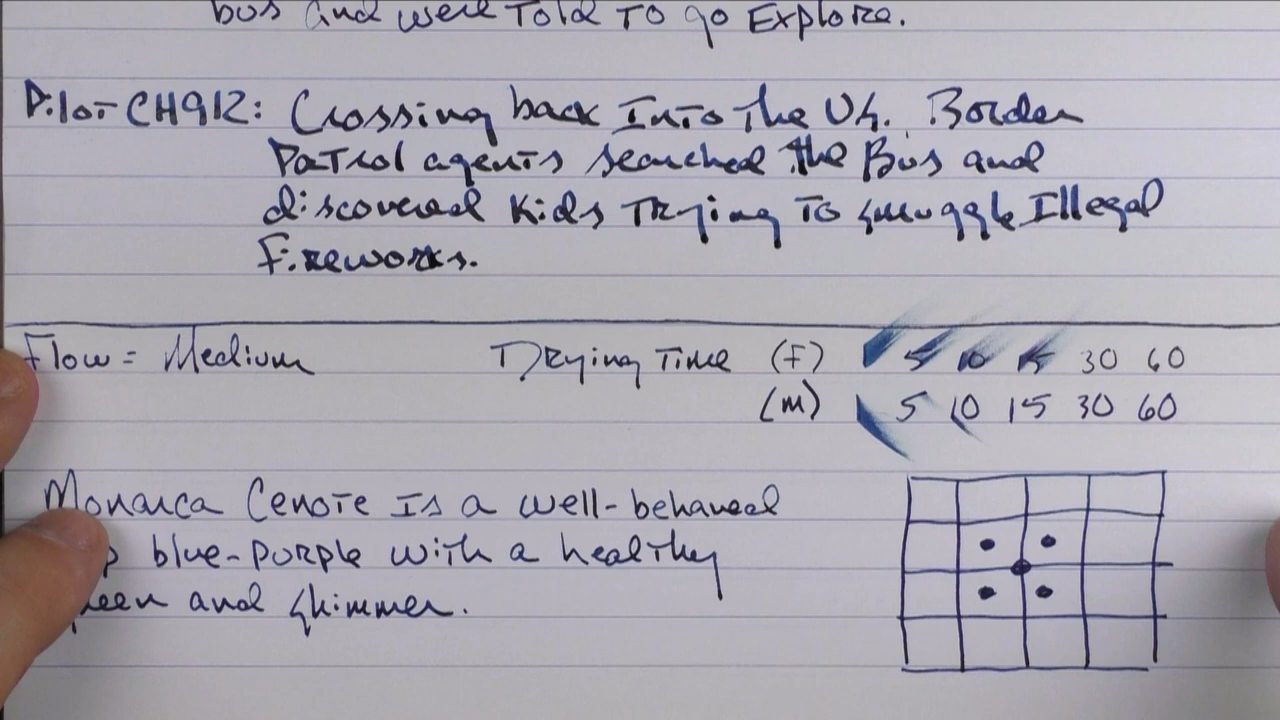 bus and were Told To go Explore.
Pilot CH912: Crossing back Into The US. Border
Patrol agents searched the Bus and
discovered Kids Trying To smuggle Illegal
Fireworks.
Flow = Medium Drying Time (F) 5 10 15 30 60
(M) 5 10 15 30 60
Monarca Cenote Is a well-behaved
blue-purple with a healthy
and shimmer.